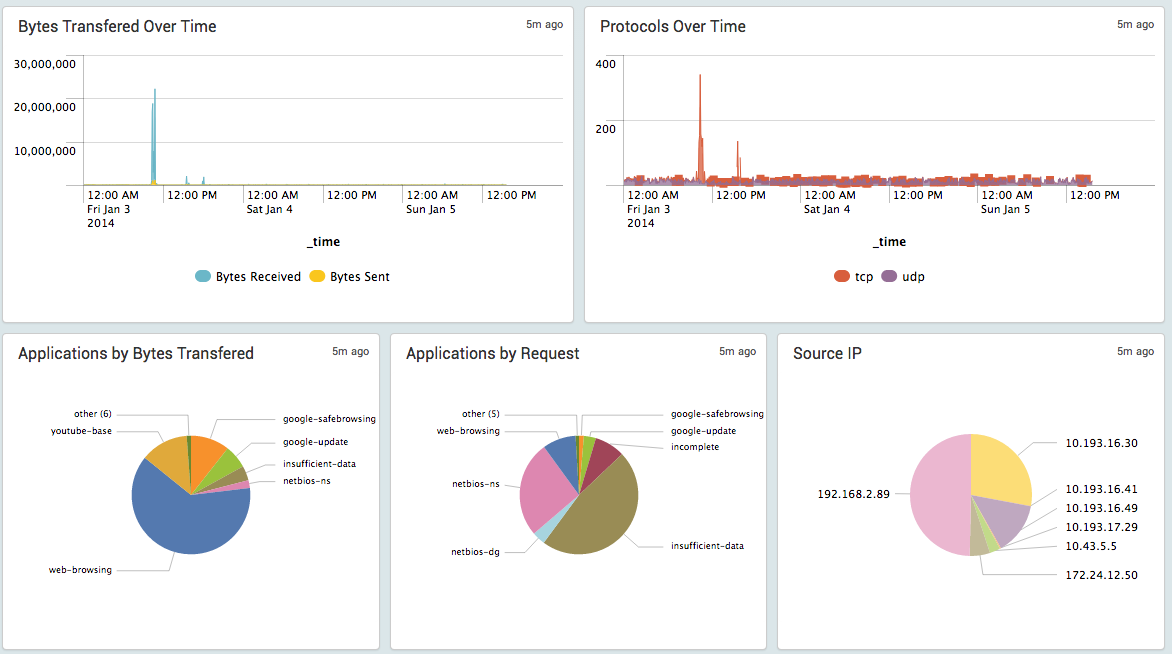 Bytes Transfered Over Time
5m ago
30,000,000
20,000,000
10,000,000
12:00 AM 12:00 PM 12:00 AM 12:00 PM 12:00 AM 12:00 PM
Fri Jan 3 Sat Jan 4 Sun Jan 5
2014
_time
Bytes Received Bytes Sent
Protocols Over Time
5m ago
400
200
12:00 AM 12:00 PM 12:00 AM 12:00 PM 12:00 AM 12:00 PM
Fri Jan 3 Sat Jan 4 Sun Jan 5
2014
_time
tcp udp
Applications by Bytes Transfered
5m ago
other (6)
youtube-base
web-browsing
google-safebrowsing
google-update
insufficient-data
netbios-ns
Applications by Request
5m ago
other (5)
web-browsing
netbios-ns
netbios-dg
google-safebrowsing
google-update
incomplete
insufficient-data
Source IP
5m ago
192.168.2.89
10.193.16.30
10.193.16.41
10.193.16.49
10.193.17.29
10.43.5.5
172.24.12.50